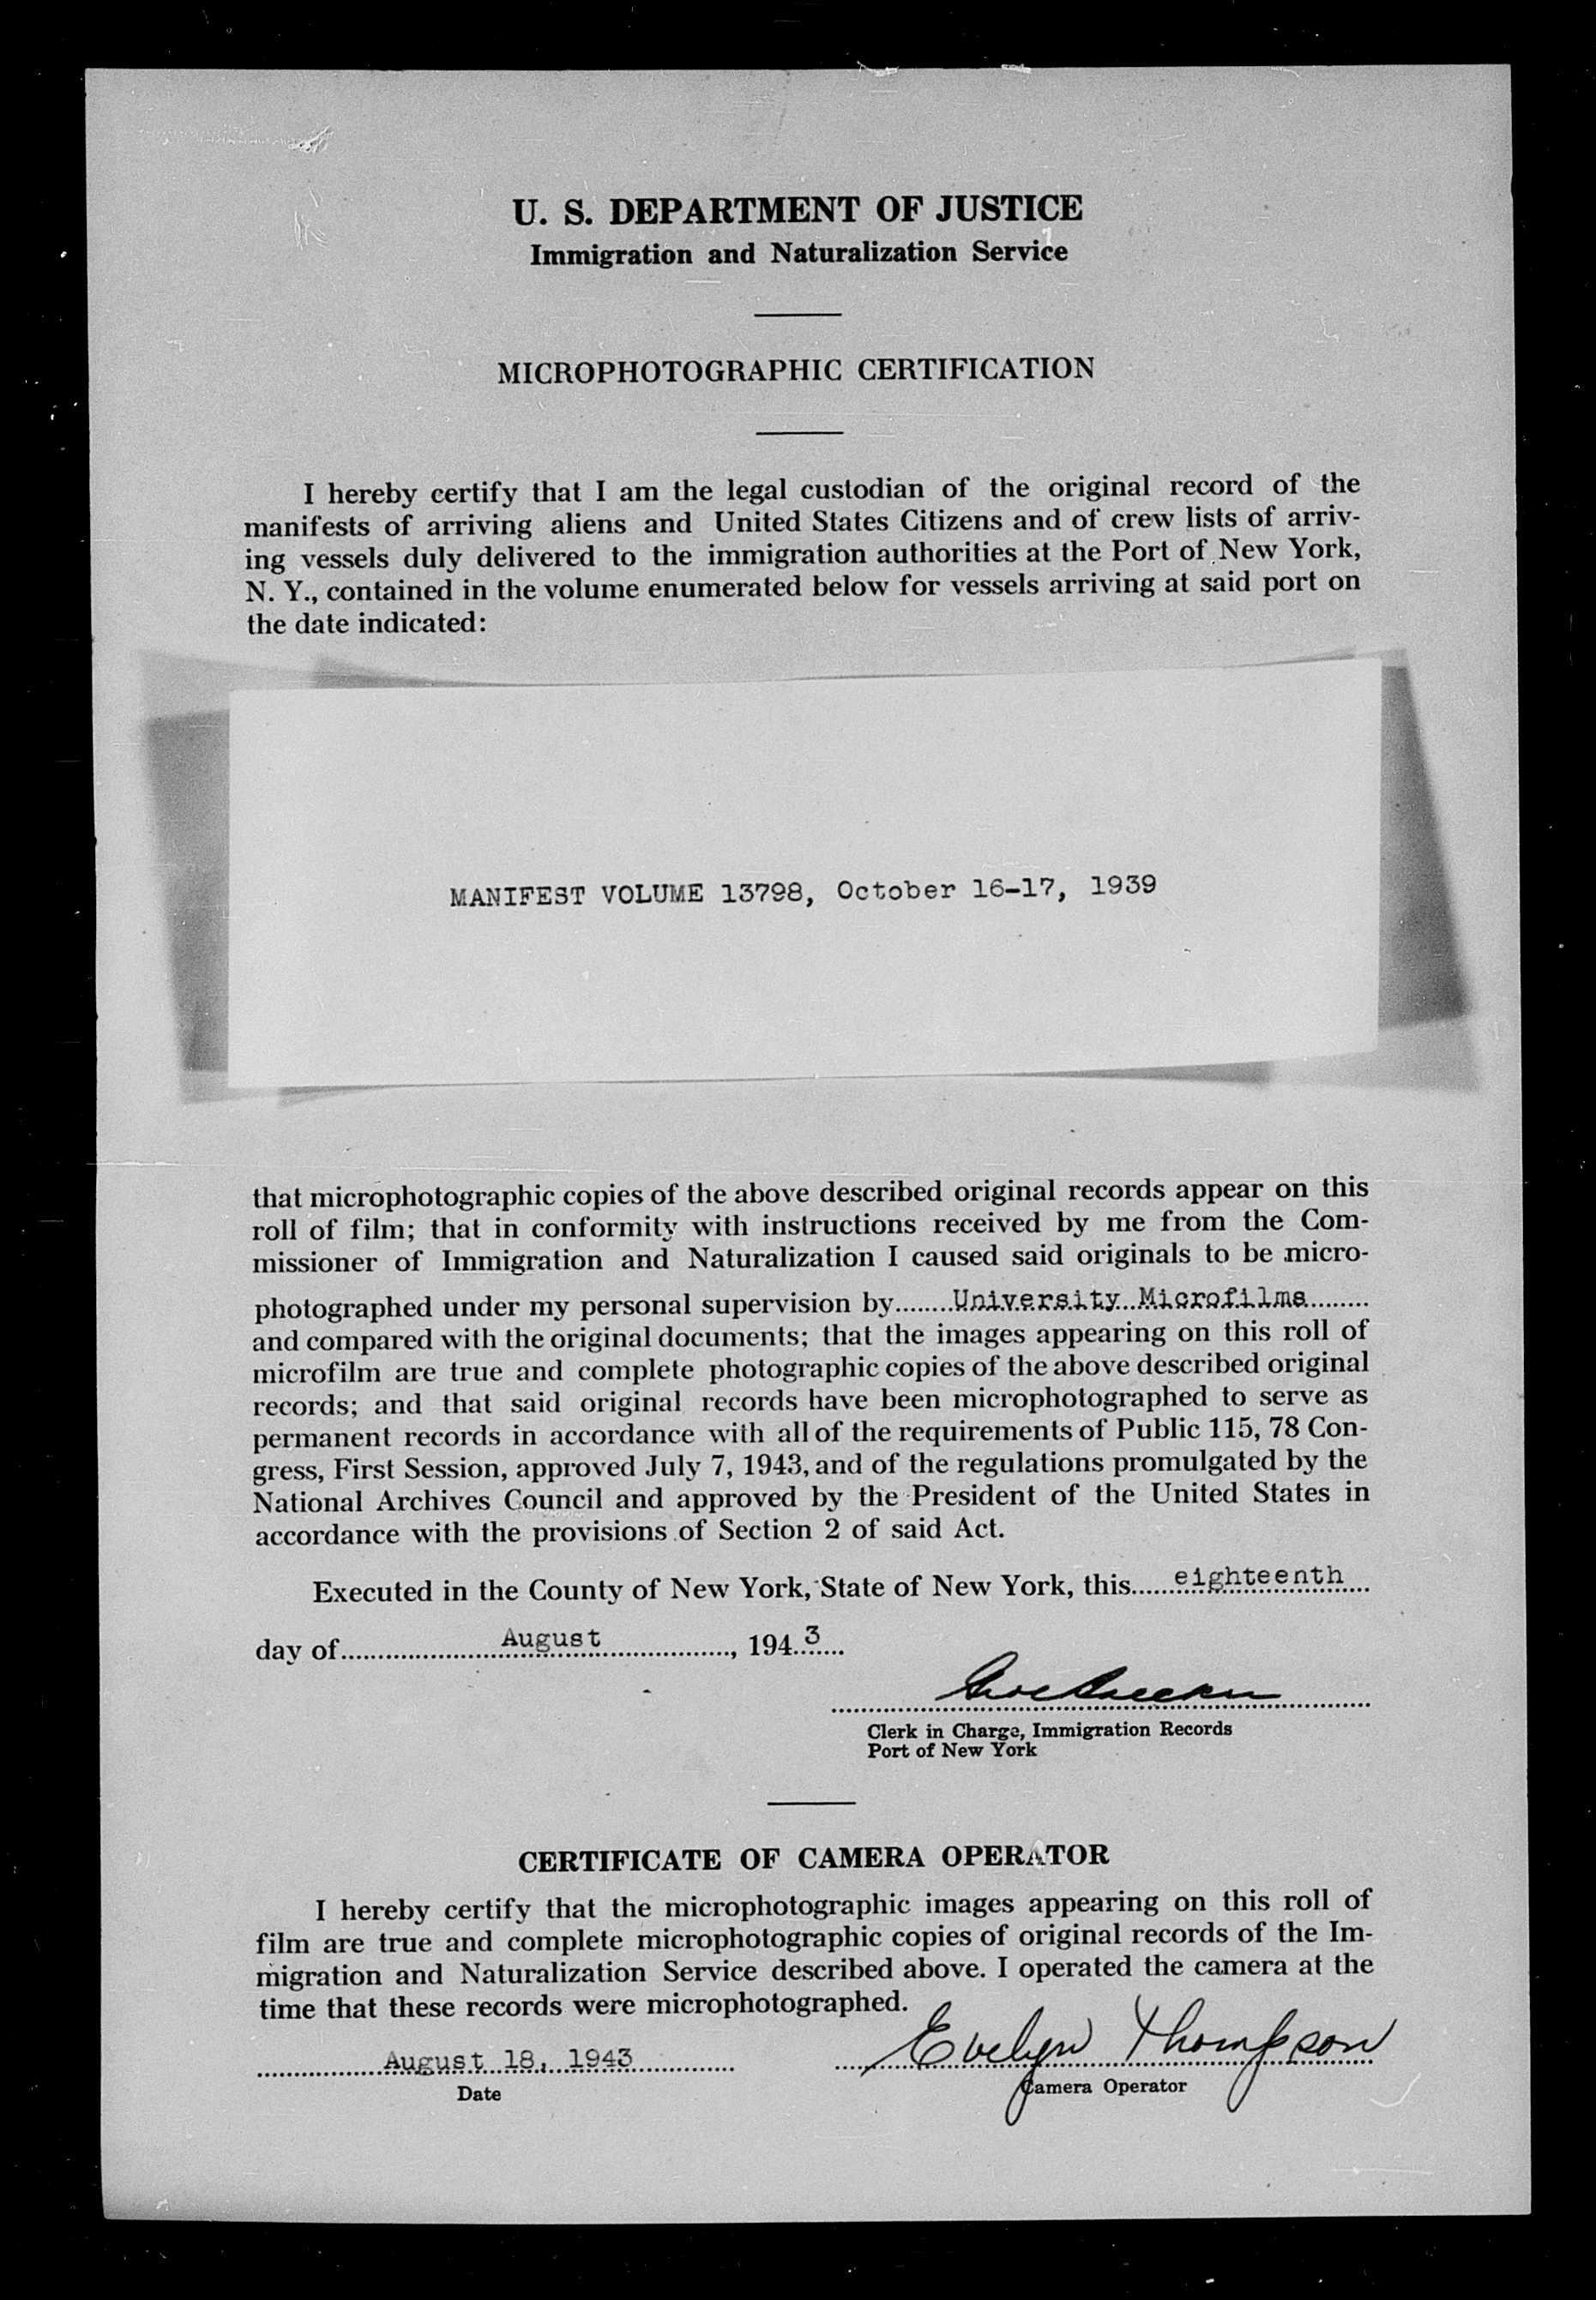 U. S. DEPARTMENT OF JUSTICE
Immigration and Naturalization Service
MICROPHOTOGRAPHIC CERTIFICATION
I hereby certify that I am the legal custodian of the original record of the
manifests of arriving aliens and United States Citizens and of crew lists of arriv-
ing vessels duly delivered to the immigration authorities at the Port of New York,
N. Y., contained in the volume enumerated below for vessels arriving at said port on
the date indicated:
MANIFEST VOLUME 13798, October 16-17, 1939
that microphotographic copies of the above described original records appear on this
roll of film; that in conformity with instructions received by me from the Com-
missioner of Immigration and Naturalization I caused said originals to be micro-
photographed under my personal supervision by........University Microfilms........
and compared with the original documents; that the images appearing on this roll of
microfilm are true and complete photographic copies of the above described original
records; and that said original records have been microphotographed to serve as
permanent records in accordance with all of the requirements of Public 115, 78 Con-
gress, First Session, approved July 7, 1943, and of the regulations promulgated by the
National Archives Council and approved by the President of the United States in
accordance with the provisions of Section 2 of said Act.
Executed in the County of New York, State of New York, this......eighteenth...
day of......................August..................., 194..3....
Clerk in Charge, Immigration Records
Port of New York
CERTIFICATE OF CAMERA OPERATOR
I hereby certify that the microphotographic images appearing on this roll of
film are true and complete microphotographic copies of original records of the Im-
migration and Naturalization Service described above. I operated the camera at the
time that these records were microphotographed.
August 18, 1943 Evelyn Thompson
Date Camera Operator